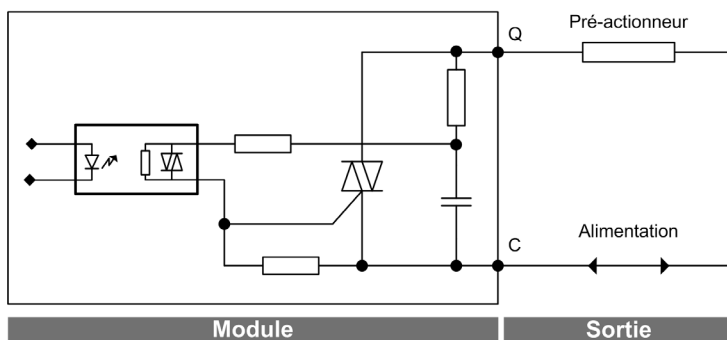 Q
Pré-actionneur
C
Alimentation
Module
Sortie